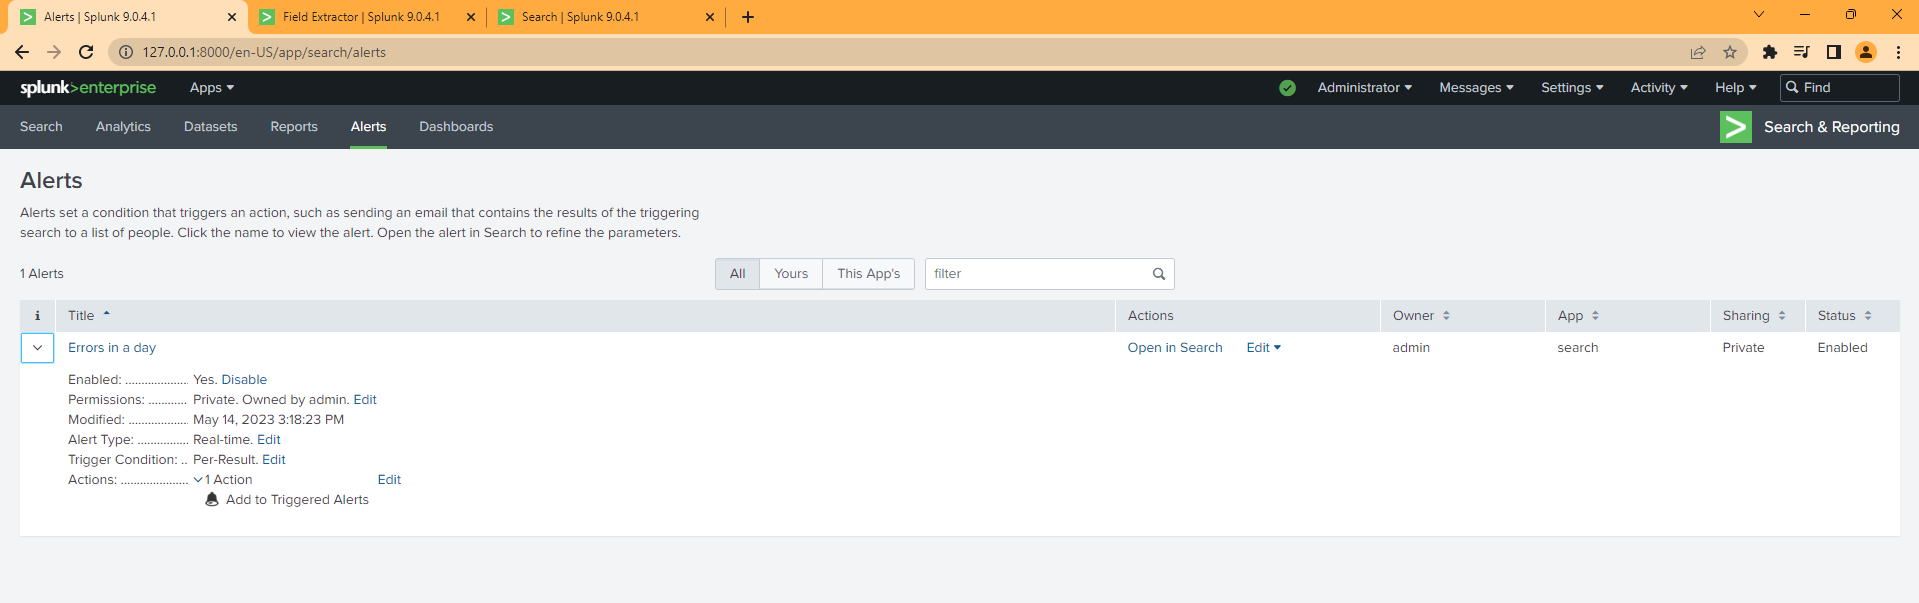 Alerts | Splunk 9.0.4.1
Field Extractor | Splunk 9.0.4.1
Search | Splunk 9.0.4.1
127.0.0.1:8000/en-US/app/search/alerts
splunk>enterprise Apps Administrator Messages Settings Activity Help Find
Search Analytics Datasets Reports Alerts Dashboards Search & Reporting
Alerts
Alerts set a condition that triggers an action, such as sending an email that contains the results of the triggering
search to a list of people. Click the name to view the alert. Open the alert in Search to refine the parameters.
1 Alerts All Yours This App's filter
i Title Actions Owner App Sharing Status
Errors in a day Open in Search Edit admin search Private Enabled
Enabled: ................... Yes. Disable
Permissions: ............ Private. Owned by admin. Edit
Modified: .................. May 14, 2023 3:18:23 PM
Alert Type: ................ Real-time. Edit
Trigger Condition: .. Per-Result. Edit
Actions: ..................... 1 Action Edit
Add to Triggered Alerts